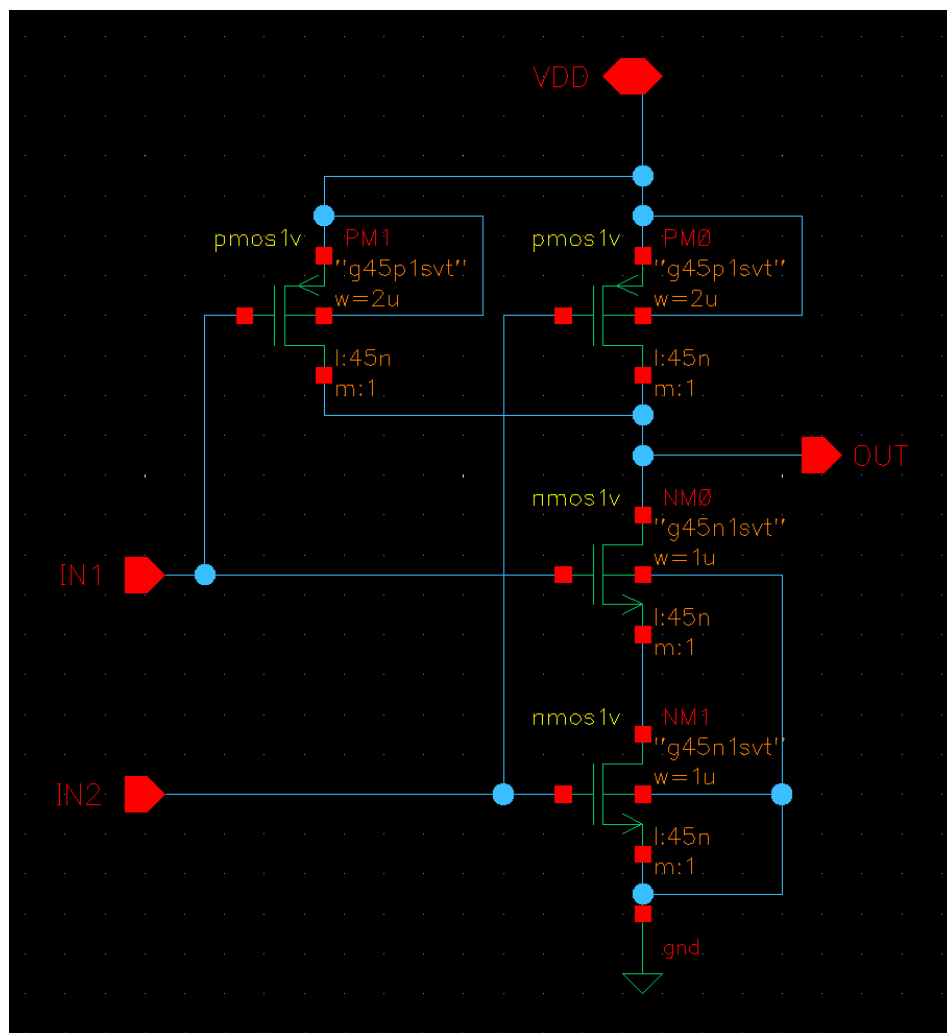 VDD
pmos1v PM1
"g45p1svt"
w=2u
l:45n
m:1
pmos1v PM0
"g45p1svt"
w=2u
l:45n
m:1
OUT
nmos1v NM0
"g45n1svt"
w=1u
l:45n
m:1
IN1
nmos1v NM1
"g45n1svt"
w=1u
l:45n
m:1
IN2
gnd